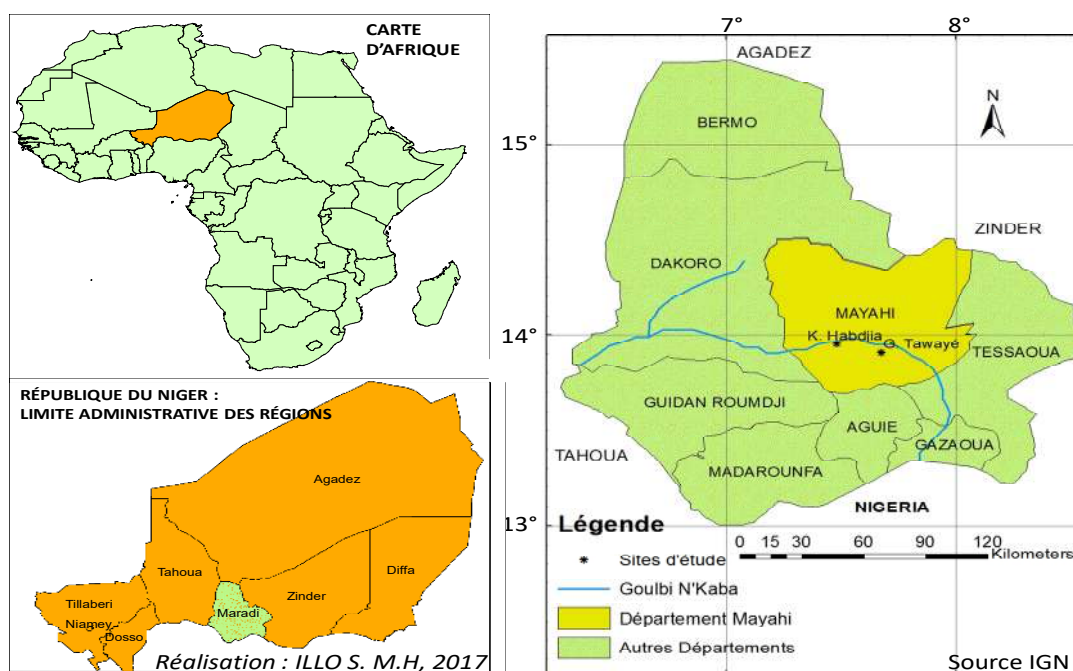 CARTE
D'AFRIQUE
RÉPUBLIQUE DU NIGER :
LIMITE ADMINISTRATIVE DES RÉGIONS
Agadez
Tahoua
Diffa
Zinder
Maradi
Tillaberi
Niamey
Dosso
Réalisation : ILLO S. M.H, 2017
7°
8°
AGADEZ
N
BERMO
15°
ZINDER
DAKORO
MAYAHI
14°
K. Habdjia
G. Tawayé
TESSAOUA
GUIDAN ROUMDJI
AGUIE
GAZAOUA
TAHOUA
MADAROUNFA
NIGERIA
13°
Légende
0 15 30 60 90 120
Kilometers
Sites d'étude
Goulbi N'Kaba
Département Mayahi
Autres Départements
Source IGN